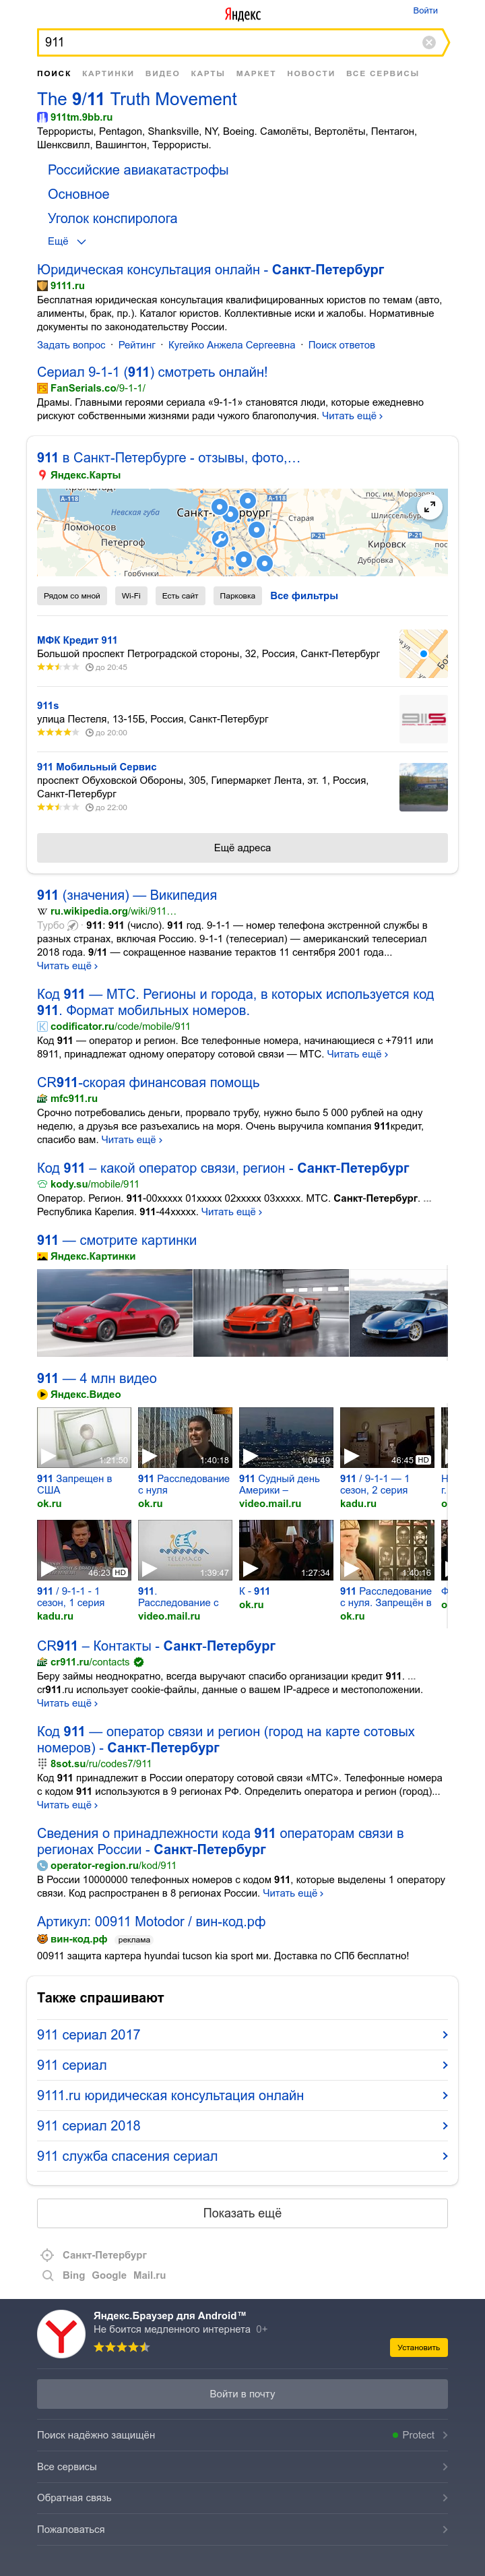 Яндекс
Войти
911
ПОИСК КАРТИНКИ ВИДЕО КАРТЫ МАРКЕТ НОВОСТИ ВСЕ СЕРВИСЫ
The 9/11 Truth Movement
911tm.9bb.ru
Террористы, Pentagon, Shanksville, NY, Boeing. Самолёты, Вертолёты, Пентагон,
Шенксвилл, Вашингтон, Террористы.
Российские авиакатастрофы
Основное
Уголок конспиролога
Ещё
Юридическая консультация онлайн - Санкт-Петербург
9111.ru
Бесплатная юридическая консультация квалифицированных юристов по темам (авто,
алименты, брак, пр.). Каталог юристов. Коллективные иски и жалобы. Нормативные
документы по законодательству России.
Задать вопрос · Рейтинг · Кугейко Анжела Сергеевна · Поиск ответов
Сериал 9-1-1 (911) смотреть онлайн!
FanSerials.co/9-1-1/
Драмы. Главными героями сериала «9-1-1» становятся люди, которые ежедневно
рискуют собственными жизнями ради чужого благополучия. Читать ещё ›
911 в Санкт-Петербурге - отзывы, фото,…
Яндекс.Карты
А-118
Невская губа
Санкт-Петербург
А-118
пос. им. Морозова
Ломоносов
Старая
Шлиссельбург
Петергоф
Р-21
Кировск
Р-21
Дубровка
Горбунки
Рядом со мной Wi-Fi Есть сайт Парковка Все фильтры
МФК Кредит 911
Большой проспект Петроградской стороны, 32, Россия, Санкт-Петербург
до 20:45
911s
улица Пестеля, 13-15Б, Россия, Санкт-Петербург
до 20:00
911S
911 Мобильный Сервис
проспект Обуховской Обороны, 305, Гипермаркет Лента, эт. 1, Россия,
Санкт-Петербург
до 22:00
Ещё адреса
911 (значения) — Википедия
ru.wikipedia.org/wiki/911…
Турбо · 911: 911 (число). 911 год. 9-1-1 — номер телефона экстренной службы в
разных странах, включая Россию. 9-1-1 (телесериал) — американский телесериал
2018 года. 9/11 — сокращенное название терактов 11 сентября 2001 года...
Читать ещё ›
Код 911 — МТС. Регионы и города, в которых используется код
911. Формат мобильных номеров.
codificator.ru/code/mobile/911
Код 911 — оператор и регион. Все телефонные номера, начинающиеся с +7911 или
8911, принадлежат одному оператору сотовой связи — МТС. Читать ещё ›
CR911-скорая финансовая помощь
mfc911.ru
Срочно потребовались деньги, прорвало трубу, нужно было 5 000 рублей на одну
неделю, а друзья все разъехались на моря. Очень выручила компания 911кредит,
спасибо вам. Читать ещё ›
Код 911 – какой оператор связи, регион - Санкт-Петербург
kody.su/mobile/911
Оператор. Регион. 911-00xxxxx 01xxxxx 02xxxxx 03xxxxx. МТС. Санкт-Петербург. ...
Республика Карелия. 911-44xxxxx. Читать ещё ›
911 — смотрите картинки
Яндекс.Картинки
911 — 4 млн видео
Яндекс.Видео
1:21:50
1:40:18
1:04:49
46:45 HD
911 Запрещен в
США
ok.ru
911 Расследование
с нуля
ok.ru
911 Судный день
Америки –
video.mail.ru
911 / 9-1-1 — 1
сезон, 2 серия
kadu.ru
46:23 HD
TELEMACO
1:39:47
1:27:34
1:40:16
911 / 9-1-1 - 1
сезон, 1 серия
kadu.ru
911.
Расследование с
video.mail.ru
К - 911
ok.ru
911 Расследование
с нуля. Запрещён в
ok.ru
CR911 – Контакты - Санкт-Петербург
cr911.ru/contacts
Беру займы неоднократно, всегда выручают спасибо организации кредит 911. ...
cr911.ru использует cookie-файлы, данные о вашем IP-адресе и местоположении.
Читать ещё ›
Код 911 — оператор связи и регион (город на карте сотовых
номеров) - Санкт-Петербург
8sot.su/ru/codes7/911
Код 911 принадлежит в России оператору сотовой связи «МТС». Телефонные номера
с кодом 911 используются в 9 регионах РФ. Определить оператора и регион (город)...
Читать ещё ›
Сведения о принадлежности кода 911 операторам связи в
регионах России - Санкт-Петербург
operator-region.ru/kod/911
В России 10000000 телефонных номеров с кодом 911, которые выделены 1 оператору
связи. Код распространен в 8 регионах России. Читать ещё ›
Артикул: 00911 Motodor / вин-код.рф
вин-код.рф реклама
00911 защита картера hyundai tucson kia sport ми. Доставка по СПб бесплатно!
Также спрашивают
911 сериал 2017
911 сериал
9111.ru юридическая консультация онлайн
911 сериал 2018
911 служба спасения сериал
Показать ещё
Санкт-Петербург
Bing Google Mail.ru
Яндекс.Браузер для Android™
Не боится медленного интернета 0+
Установить
Войти в почту
Поиск надёжно защищён
Protect
Все сервисы
Обратная связь
Пожаловаться